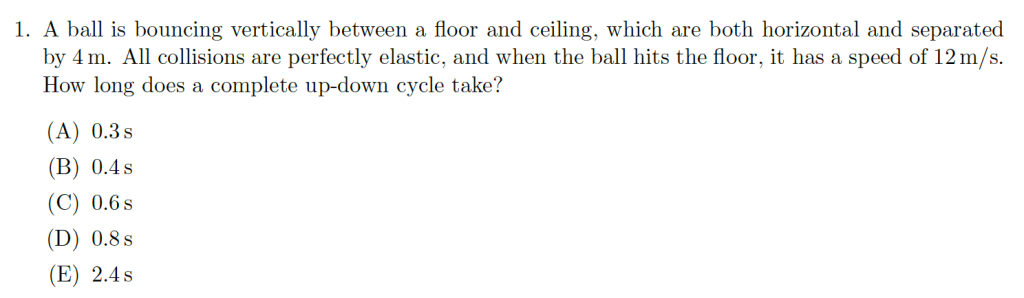 1. A ball is bouncing vertically between a floor and ceiling, which are both horizontal and separated
by 4 m. All collisions are perfectly elastic, and when the ball hits the floor, it has a speed of 12 m/s.
How long does a complete up-down cycle take?
(A) 0.3 s
(B) 0.4 s
(C) 0.6 s
(D) 0.8 s
(E) 2.4 s